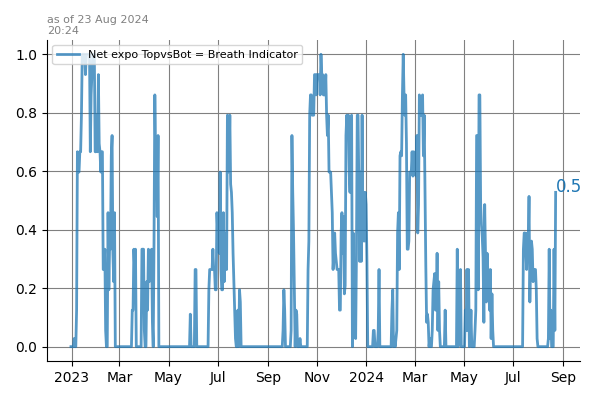 as of 23 Aug 2024
20:24
Net expo TopvsBot = Breath Indicator
1.0
0.8
0.6
0.4
0.2
0.0
0.5
2023 Mar May Jul Sep Nov 2024 Mar May Jul Sep